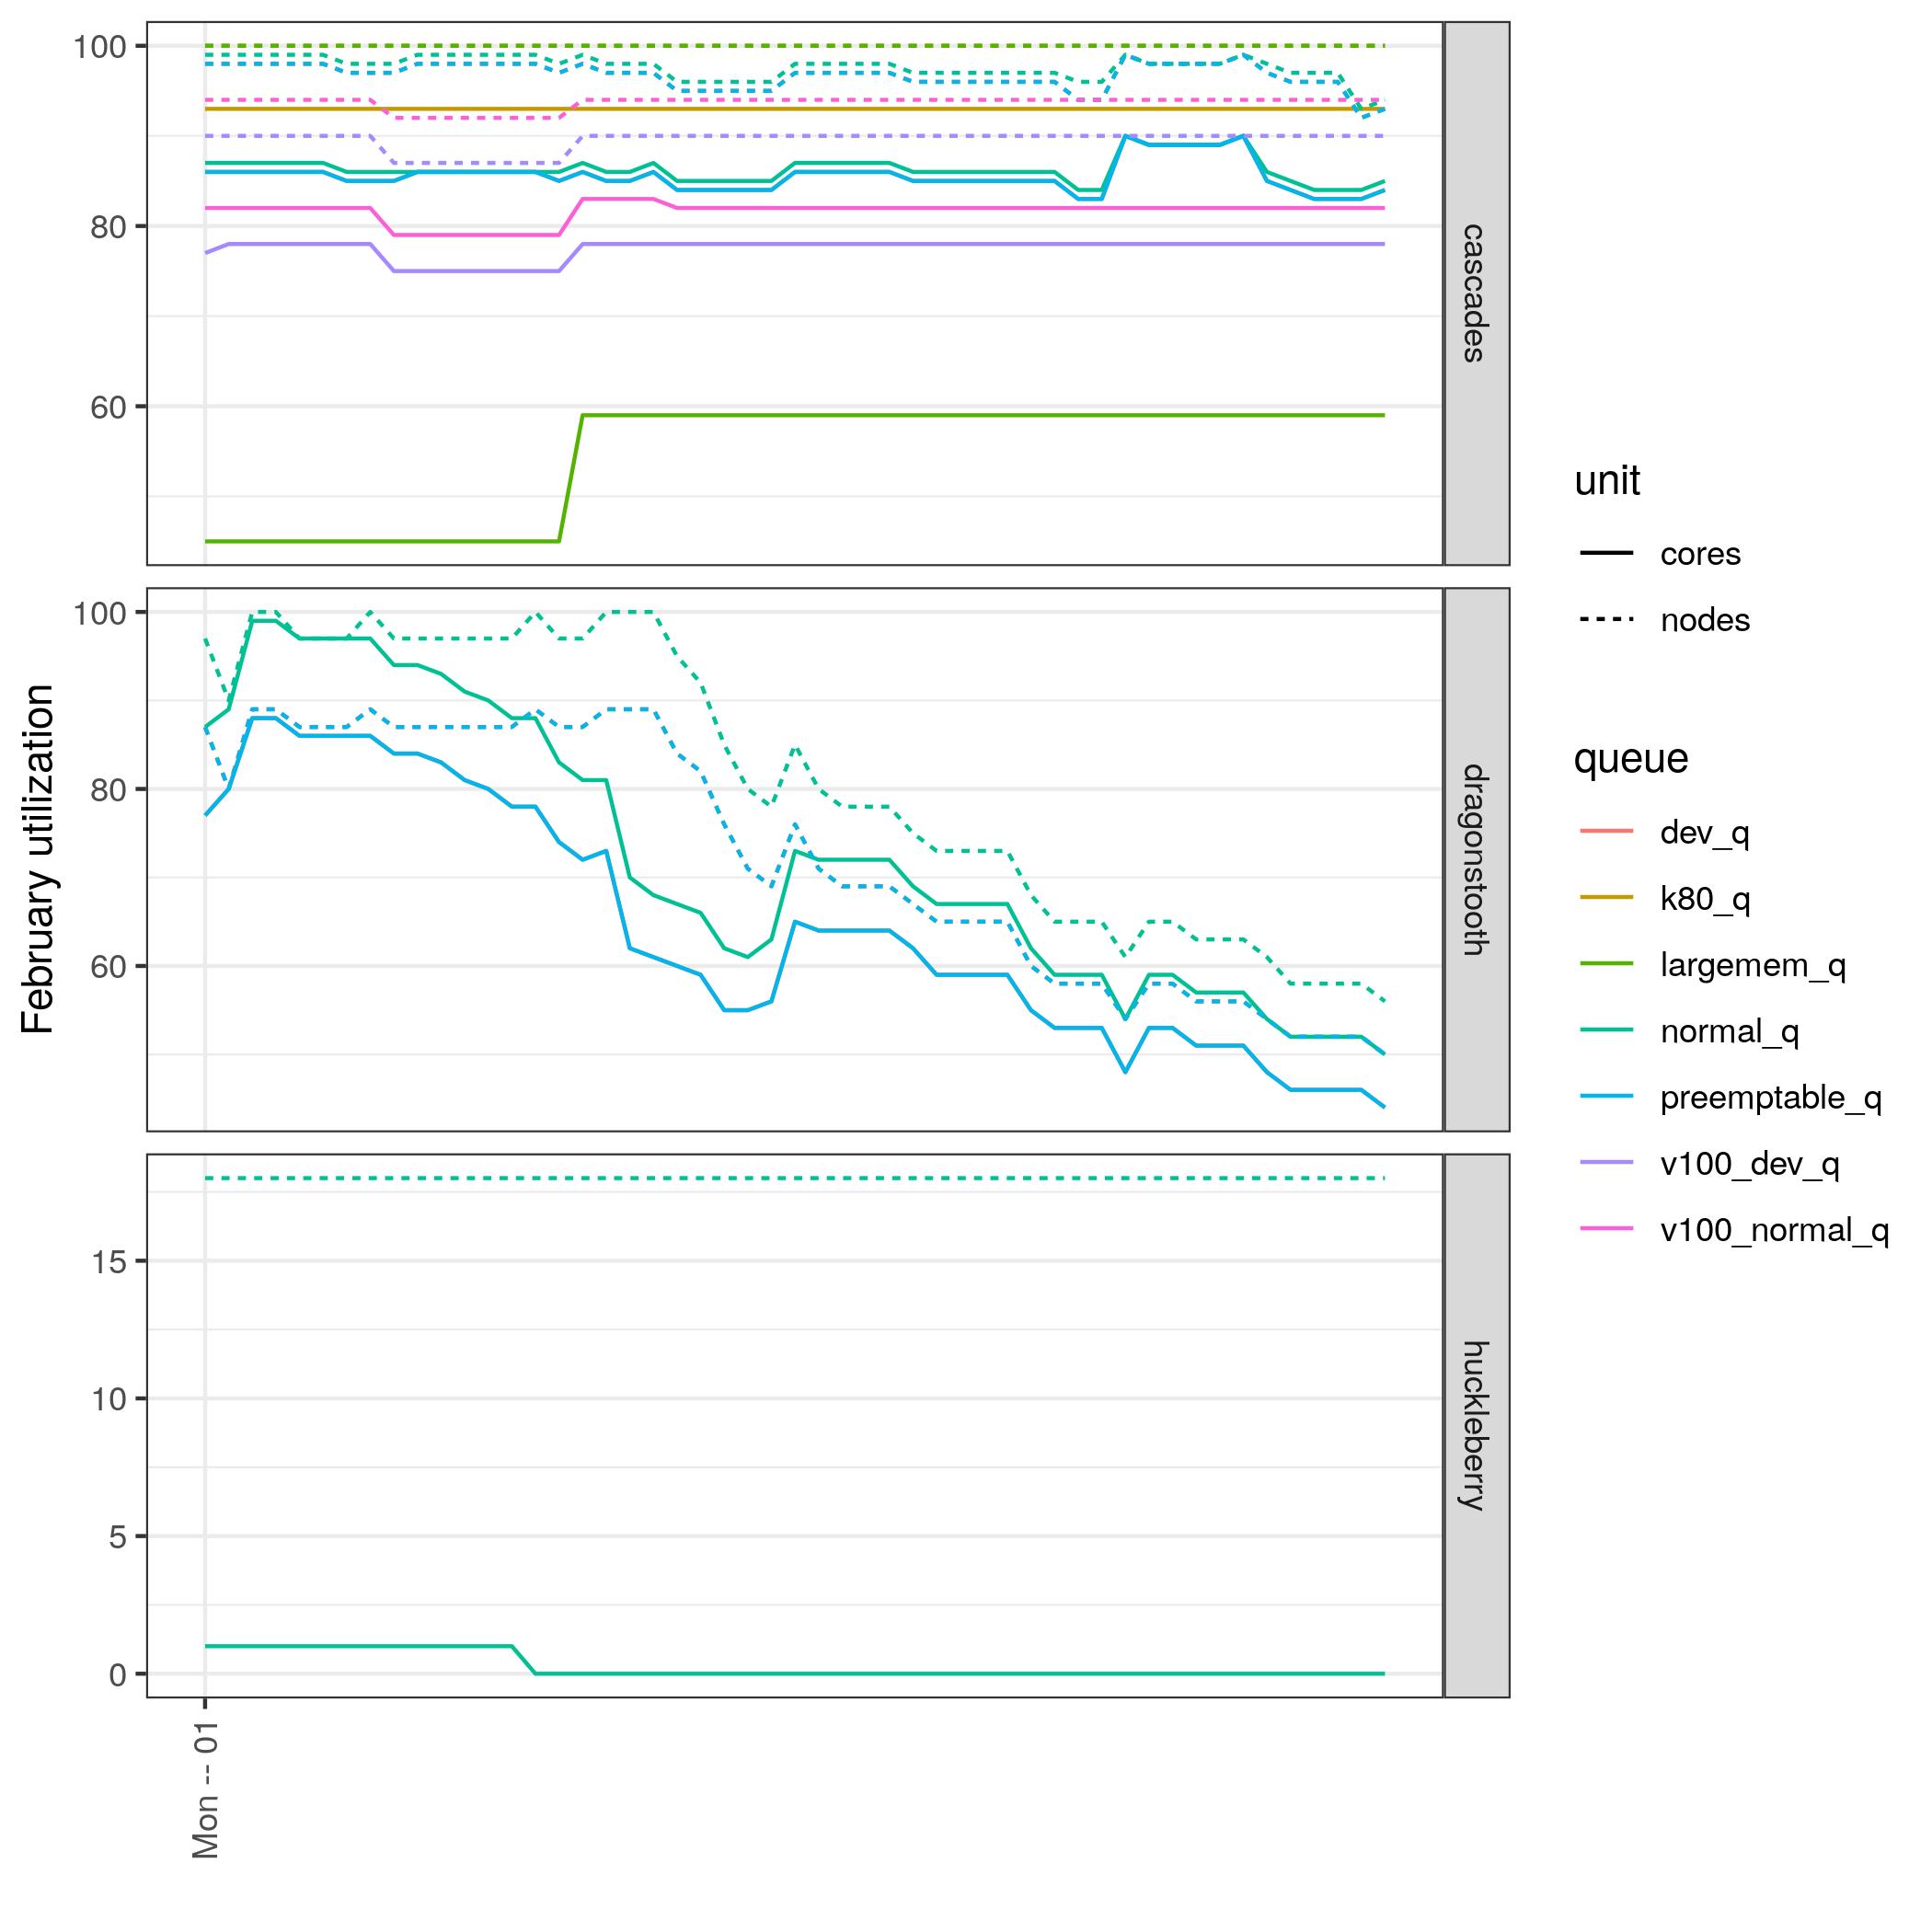 February utilization
100
80
60
cascades
100
80
60
dragonstooth
15
10
5
0
huckleberry
Mon -- 01
unit
cores
nodes
queue
dev_q
k80_q
largemem_q
normal_q
preemptable_q
v100_dev_q
v100_normal_q